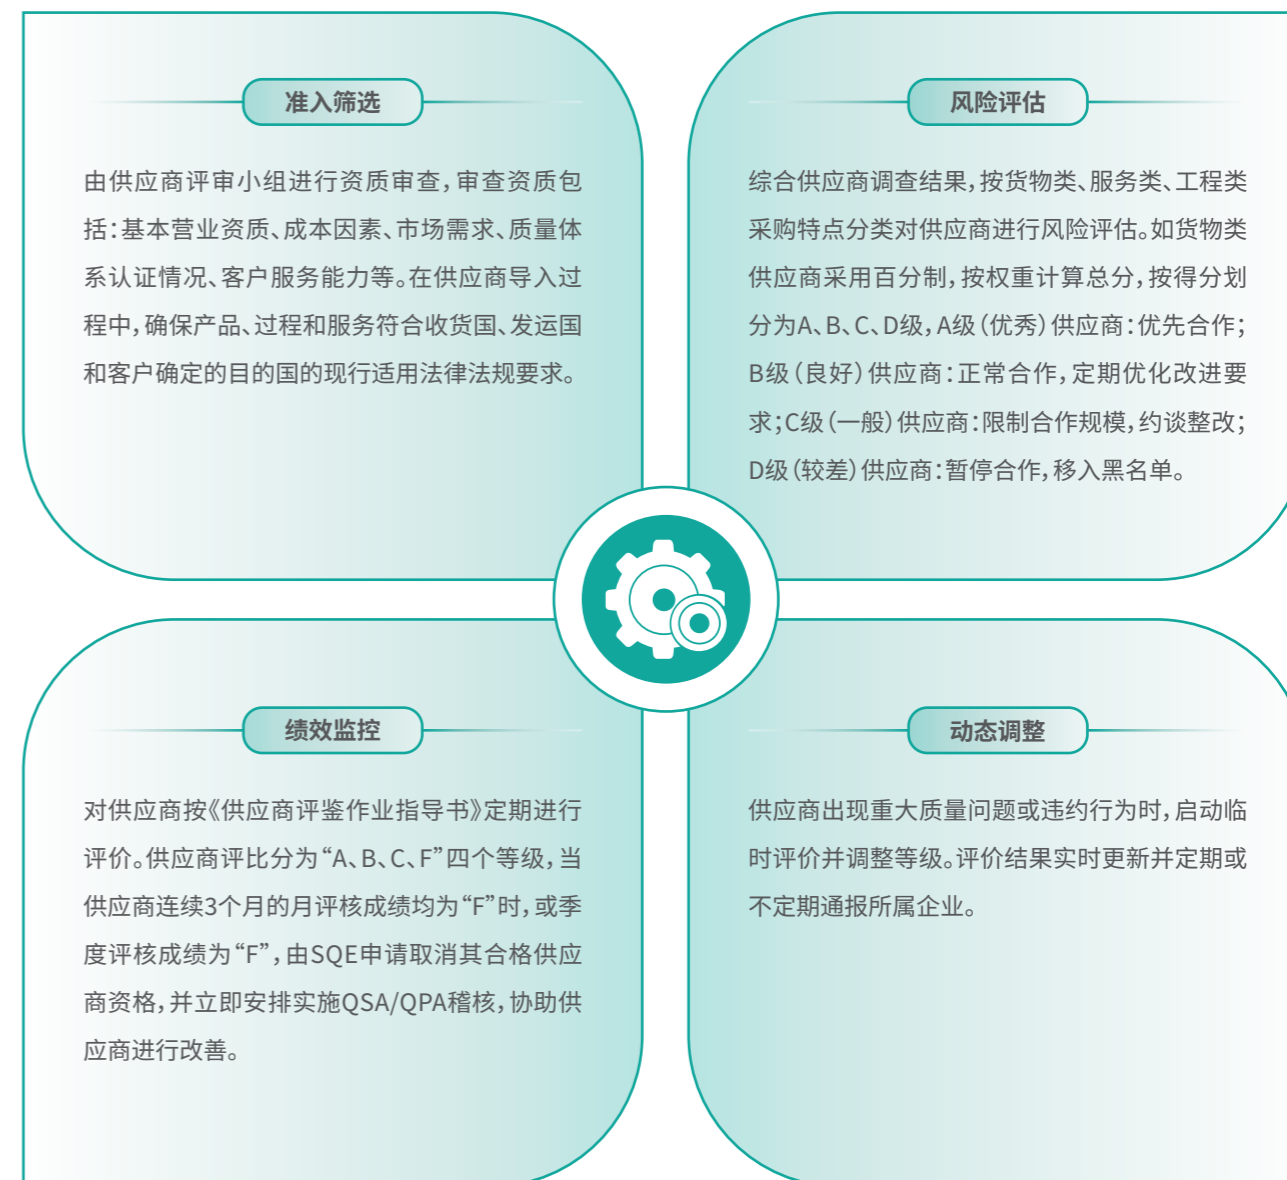 准入筛选
由供应商评审小组进行资质审查，审查资质包
括：基本营业资质、成本因素、市场需求、质量体
系认证情况、客户服务能力等。在供应商导入过
程中，确保产品、过程和服务符合收货国、发运国
和客户确定的目的国的现行适用法律法规要求。
风险评估
综合供应商调查结果，按货物类、服务类、工程类
采购特点分类对供应商进行风险评估。如货物类
供应商采用百分制，按权重计算总分，按得分划
分为A、B、C、D级，A级（优秀）供应商：优先合作；
B级（良好）供应商：正常合作，定期优化改进要
求；C级（一般）供应商：限制合作规模，约谈整改；
D级（较差）供应商：暂停合作，移入黑名单。
绩效监控
对供应商按《供应商评鉴作业指导书》定期进行
评价。供应商评比分为“A、B、C、F”四个等级，当
供应商连续3个月的月评核成绩均为“F”时，或季
度评核成绩为“F”，由SQE申请取消其合格供应
商资格，并立即安排实施QSA/QPA稽核，协助供
应商进行改善。
动态调整
供应商出现重大质量问题或违约行为时，启动临
时评价并调整等级。评价结果实时更新并定期或
不定期通报所属企业。